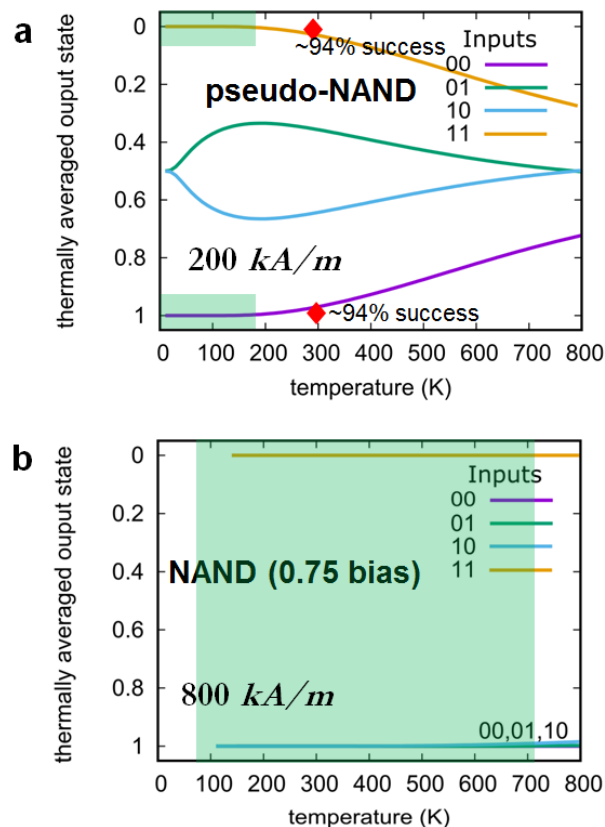 a
thermally averaged ouput state
0
0.2
0.4
0.6
0.8
1
~94% success
pseudo-NAND
Inputs
00
01
10
11
200 kA/m
~94% success
0 100 200 300 400 500 600 700 800
temperature (K)
b
thermally averaged ouput state
0
0.2
0.4
0.6
0.8
1
Inputs
00
01
10
11
NAND (0.75 bias)
800 kA/m
00,01,10
0 100 200 300 400 500 600 700 800
temperature (K)